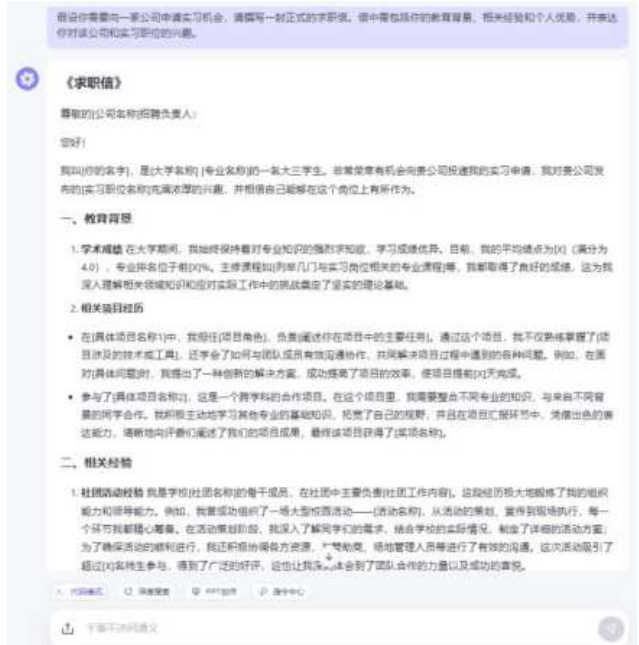 假设你需要向一家公司申请实习机会，请撰写一封正式的求职信。信中需包括你的教育背景、相关经验和个人优势，并表达
你对该公司和实习职位的兴趣。
《求职信》
尊敬的[公司名称]招聘负责人：
您好！
我叫[你的名字]，是[大学名称] [专业名称]的一名大三学生。非常荣幸有机会向贵公司投递我的实习申请，我对贵公司发
布的[实习职位名称]充满浓厚的兴趣，并相信自己能够在这个岗位上有所作为。
一、教育背景
1. 学术成绩 在大学期间，我始终保持着对专业知识的强烈求知欲，学习成绩优异。目前，我的平均绩点为[X]（满分为
4.0），专业排名位于前[X]%。主修课程如[列举几门与实习岗位相关的专业课程]等，我都取得了良好的成绩，这为我
深入理解相关领域知识和应对实际工作中的挑战奠定了坚实的理论基础。
2. 相关项目经历
• 在[具体项目名称1]中，我担任[项目角色]，负责[阐述你在项目中的主要任务]。通过这个项目，我不仅熟练掌握了[项
目涉及的技术或工具]，还学会了如何与团队成员有效沟通协作，共同解决项目过程中遇到的各种问题。例如，在面
对[具体问题]时，我提出了一种创新的解决方案，成功提高了项目的效率，使项目提前[X]天完成。
• 参与了[具体项目名称2]，这是一个跨学科的合作项目。在这个项目里，我需要整合不同专业的知识，与来自不同背
景的同学合作。我积极主动地学习其他专业的基础知识，拓宽了自己的视野，并且在项目汇报环节中，凭借出色的表
达能力，清晰地向评委们阐述了我们的项目成果，最终该项目获得了[奖项名称]。
二、相关经验
1. 社团活动经验 我是学校[社团名称]的骨干成员，在社团中主要负责[社团工作内容]。这段经历极大地锻炼了我的组织
能力和领导能力。例如，我曾成功组织了一场大型校园活动——[活动名称]，从活动的策划、宣传到现场执行，每一
个环节我都精心筹备。在活动策划阶段，我深入了解同学们的需求，结合学校的实际情况，制定了详细的活动方案；
为了确保活动的顺利进行，我还积极协调各方资源，与赞助商、场地管理人员等进行了有效的沟通。这次活动吸引了
超过[X]名师生参与，得到了广泛的好评，这也让我深 体会到了团队合作的力量以及成功的喜悦。
代码模式 深度搜索 PPT创作 指令中心
千事不决问通义